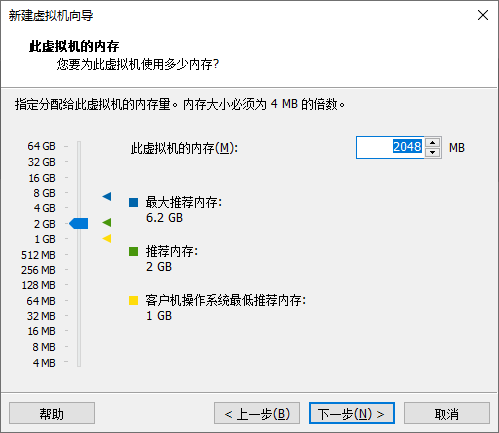 新建虚拟机向导
此虚拟机的内存
您要为此虚拟机使用多少内存?
指定分配给此虚拟机的内存量。内存大小必须为 4 MB 的倍数。
64 GB
32 GB
16 GB
8 GB
4 GB
2 GB
1 GB
512 MB
256 MB
128 MB
64 MB
32 MB
16 MB
8 MB
4 MB
此虚拟机的内存(M): 2048 MB
最大推荐内存:
6.2 GB
推荐内存:
2 GB
客户机操作系统最低推荐内存:
1 GB
帮助 < 上一步(B) 下一步(N) > 取消